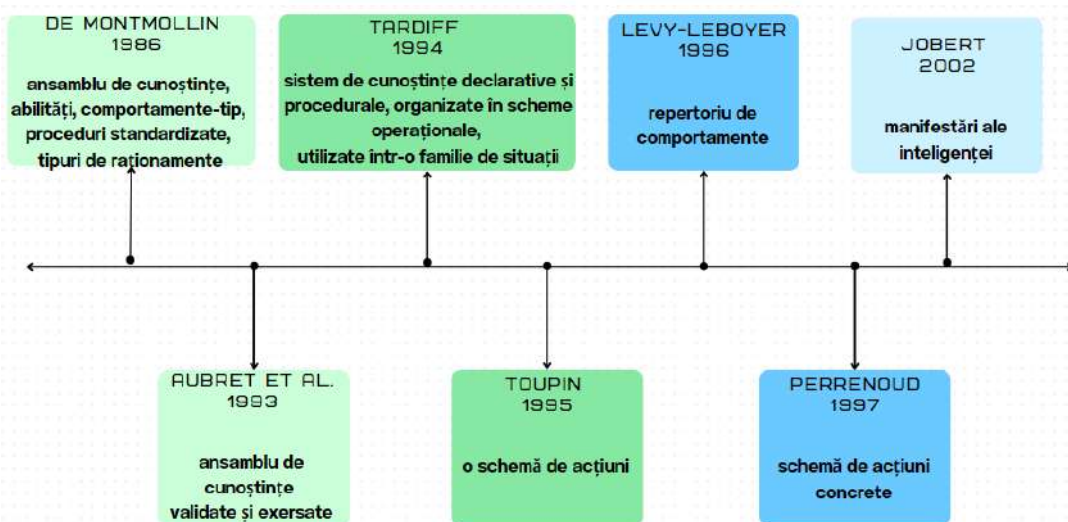 DE MONTMOLLIN
1986
ansamblu de cunoștințe,
abilități, comportamente-tip,
proceduri standardizate,
tipuri de raționamente
TARDIFF
1994
sistem de cunoștințe declarative și
procedurale, organizate în scheme
operaționale,
utilizate într-o familie de situații
LEVY-LEBOYER
1996
repertoriu de
comportamente
JOBERT
2002
manifestări ale
inteligenței
AUBRET ET AL.
1993
ansamblu de
cunoștințe
validate și exersate
TOUPIN
1995
o schemă de acțiuni
PERRENOUD
1997
schemă de acțiuni
concrete